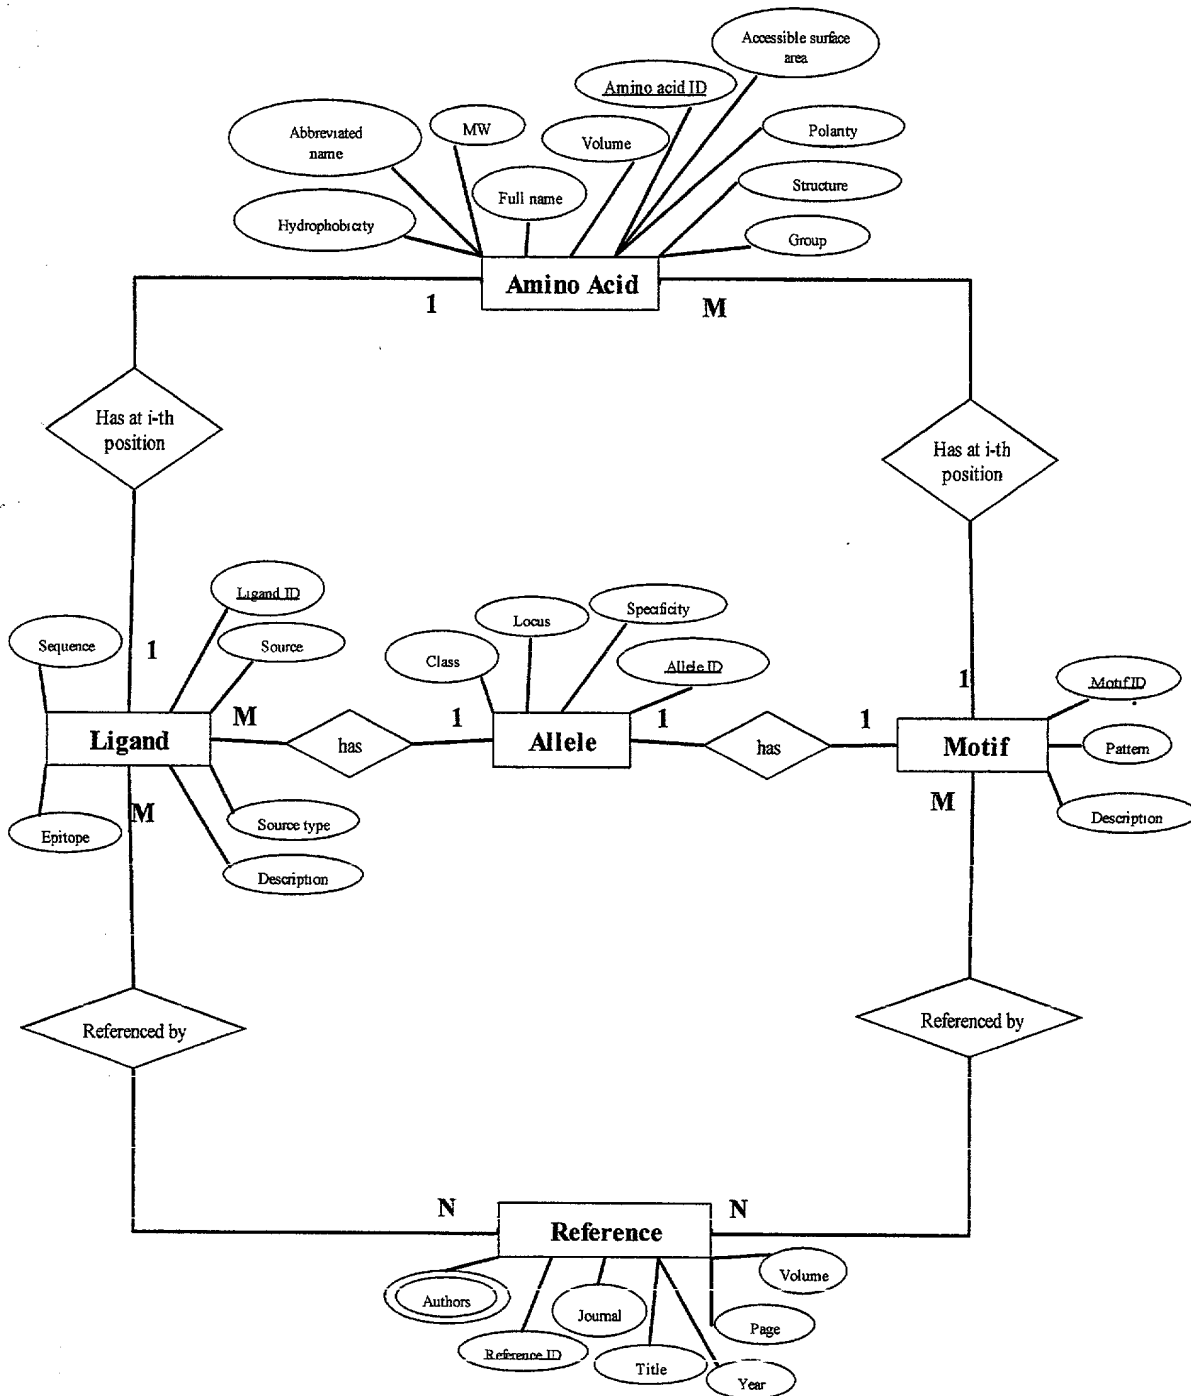 Accessible surface
area
Amino acid ID
Abbreviated
name
MW
Volume
Polarity
Full name
Structure
Hydrophobicity
Group
Amino Acid
1
M
Has at i-th
position
Has at i-th
position
Ligand ID
Specificity
Sequence
Source
Locus
Class
Allele ID
1
1
Motif ID
M
1
1
1
Ligand
has
Allele
has
Motif
Pattern
M
M
Epitope
Source type
Description
Description
Referenced by
Referenced by
N
N
Reference
Authors
Journal
Volume
Page
Reference ID
Title
Year